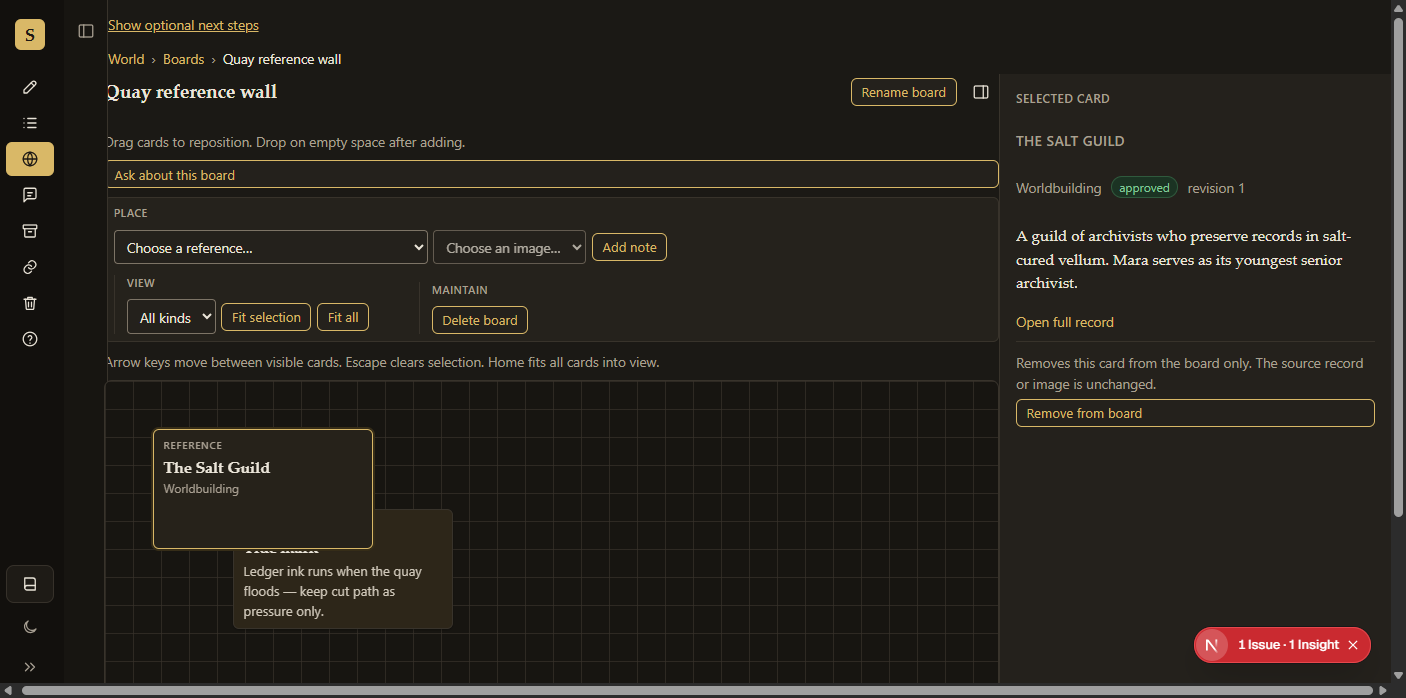 S
Show optional next steps
World › Boards › Quay reference wall
Quay reference wall
Rename board
Drag cards to reposition. Drop on empty space after adding.
Ask about this board
PLACE
Choose a reference...
Choose an image...
Add note
VIEW
All kinds
Fit selection
Fit all
MAINTAIN
Delete board
Arrow keys move between visible cards. Escape clears selection. Home fits all cards into view.
REFERENCE
The Salt Guild
Worldbuilding
Ledger ink runs when the quay
floods — keep cut path as
pressure only.
SELECTED CARD
THE SALT GUILD
Worldbuilding approved revision 1
A guild of archivists who preserve records in salt-
cured vellum. Mara serves as its youngest senior
archivist.
Open full record
Removes this card from the board only. The source record
or image is unchanged.
Remove from board
N 1 Issue · 1 Insight